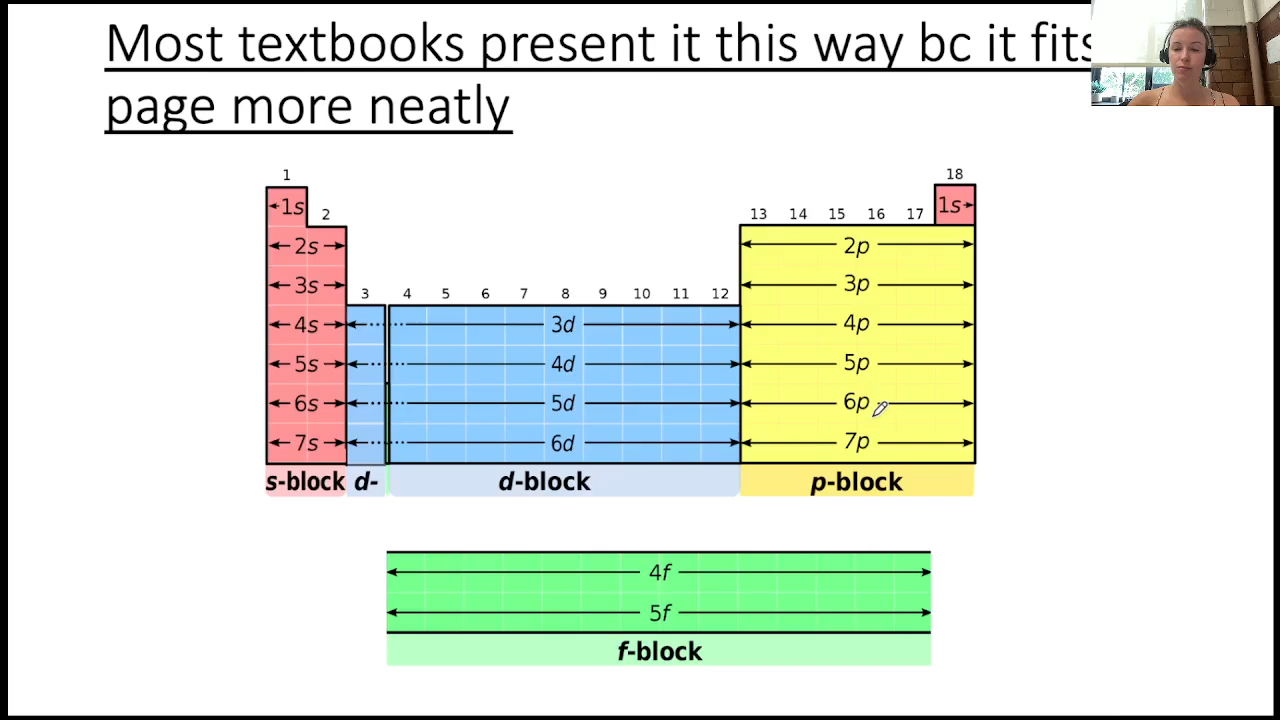 Most textbooks present it this way bc it fits
page more neatly
1
18
1s
2
13 14 15 16 17
1s
2s
2p
3s
3p
3 4 5 6 7 8 9 10 11 12
4s
3d
4p
5s
4d
5p
6s
5d
6p
7s
6d
7p
s-block d- d-block p-block
4f
5f
f-block